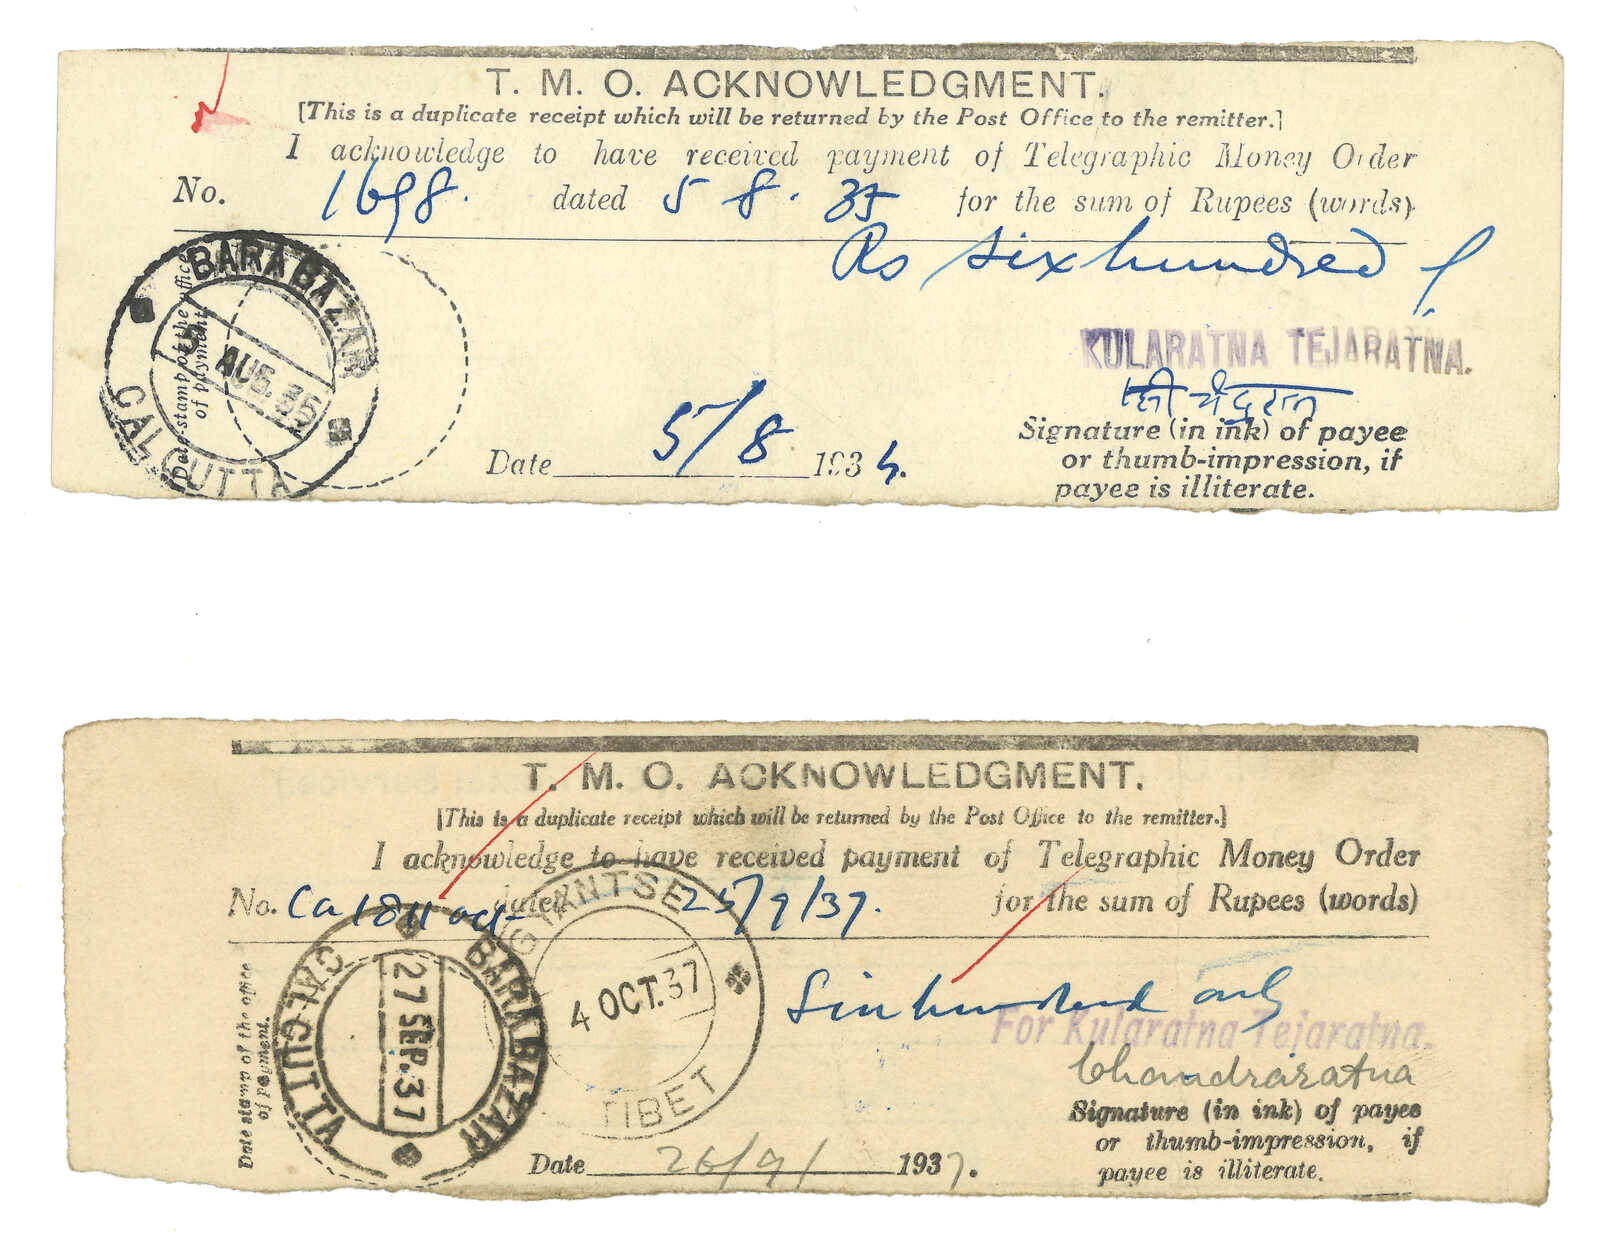 T. M. O. ACKNOWLEDGMENT.
[This is a duplicate receipt which will be returned by the Post Office to the remitter.]
I acknowledge to have received payment of Telegraphic Money Order
No. 1698. dated 5 8. 35 for the sum of Rupees (words)
Rs six hundred
BARABAZAR
AUG. 35
CALCUTTA
Date-stamp of the office
of payment.
KULARATNA TEJARATNA.
Signature (in ink) of payee
or thumb-impression, if
payee is illiterate.
Date 5/8 1935.
T. M. O. ACKNOWLEDGMENT.
[This is a duplicate receipt which will be returned by the Post Office to the remitter.]
I acknowledge to have received payment of Telegraphic Money Order
No. Ca 1811 dated 25/9/37. for the sum of Rupees (words)
Six hundred only
GYANTSE
4 OCT. 37
TIBET
BARABAZAR
27 SEP. 37
CALCUTTA
Date stamp of the office
of payment.
For Kularatna Tejaratna.
Chandraratna
Signature (in ink) of payee
or thumb-impression, if
payee is illiterate.
Date 26/9/ 1937.